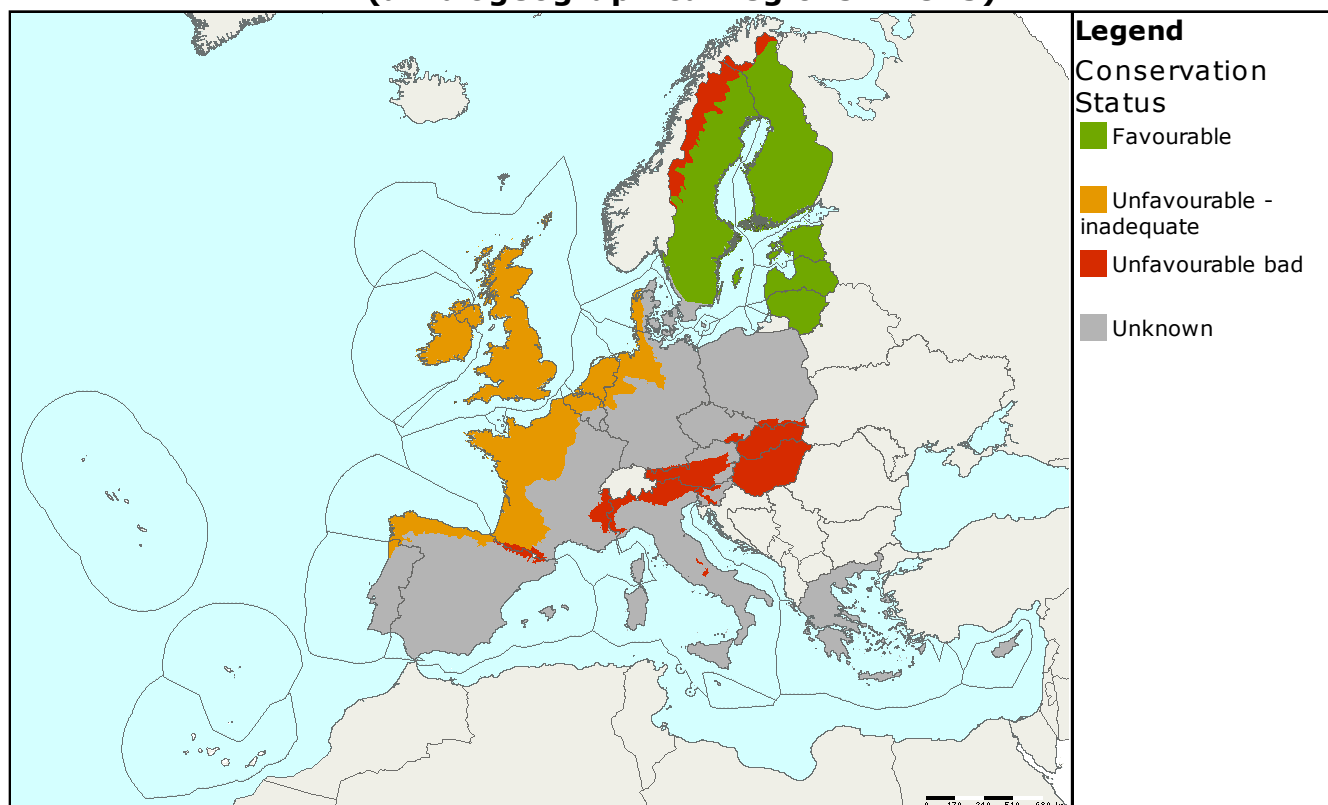 Legend
Conservation
Status
Favourable
Unfavourable -
inadequate
Unfavourable bad
Unknown